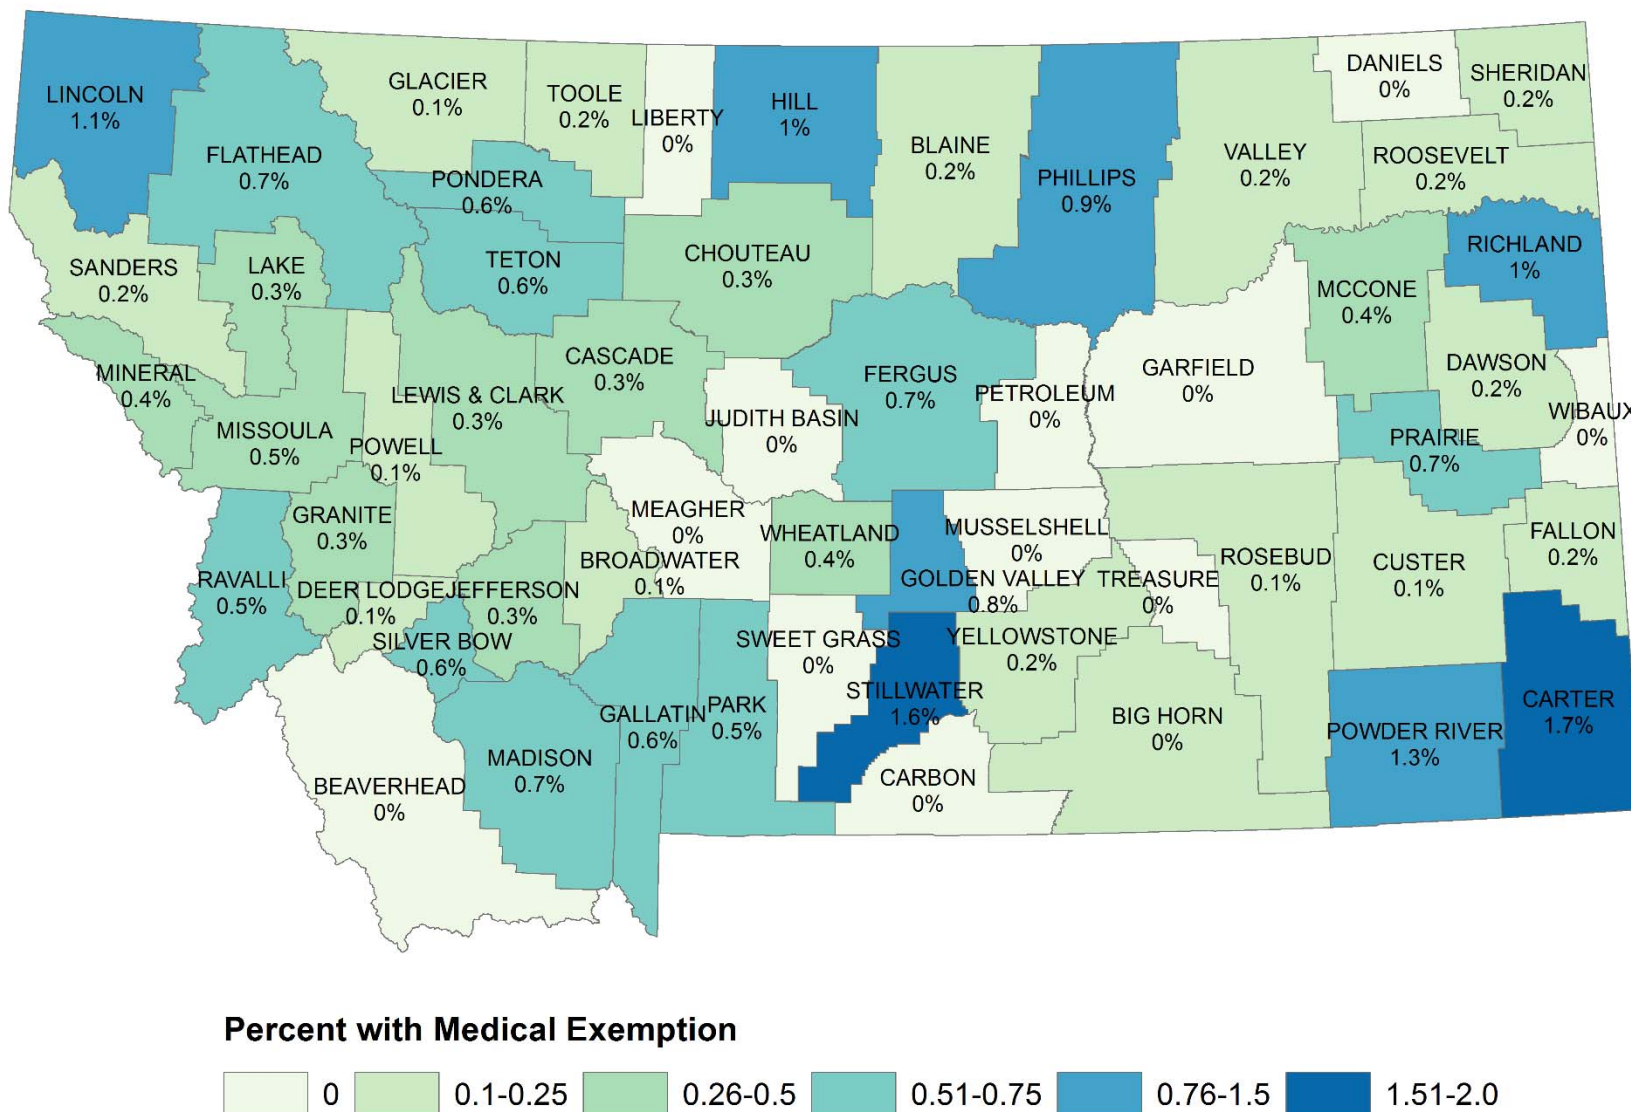 LINCOLN
1.1%
FLATHEAD
0.7%
GLACIER
0.1%
TOOLE
0.2%
LIBERTY
0%
HILL
1%
BLAINE
0.2%
PHILLIPS
0.9%
VALLEY
0.2%
DANIELS
0%
SHERIDAN
0.2%
ROOSEVELT
0.2%
PONDERA
0.6%
TETON
0.6%
CHOUTEAU
0.3%
RICHLAND
1%
MCCONE
0.4%
SANDERS
0.2%
LAKE
0.3%
MINERAL
0.4%
MISSOULA
0.5%
POWELL
0.1%
LEWIS & CLARK
0.3%
CASCADE
0.3%
JUDITH BASIN
0%
FERGUS
0.7%
PETROLEUM
0%
GARFIELD
0%
DAWSON
0.2%
WIBAUX
0%
PRAIRIE
0.7%
GRANITE
0.3%
MEAGHER
0%
WHEATLAND
0.4%
MUSSELSHELL
0%
GOLDEN VALLEY
0.8%
TREASURE
0%
ROSEBUD
0.1%
CUSTER
0.1%
FALLON
0.2%
RAVALLI
0.5%
DEER LODGE
0.1%
JEFFERSON
0.3%
BROADWATER
0.1%
SILVER BOW
0.6%
SWEET GRASS
0%
YELLOWSTONE
0.2%
STILLWATER
1.6%
BIG HORN
0%
POWDER RIVER
1.3%
CARTER
1.7%
BEAVERHEAD
0%
MADISON
0.7%
GALLATIN
0.6%
PARK
0.5%
CARBON
0%
Percent with Medical Exemption
0 0.1-0.25 0.26-0.5 0.51-0.75 0.76-1.5 1.51-2.0